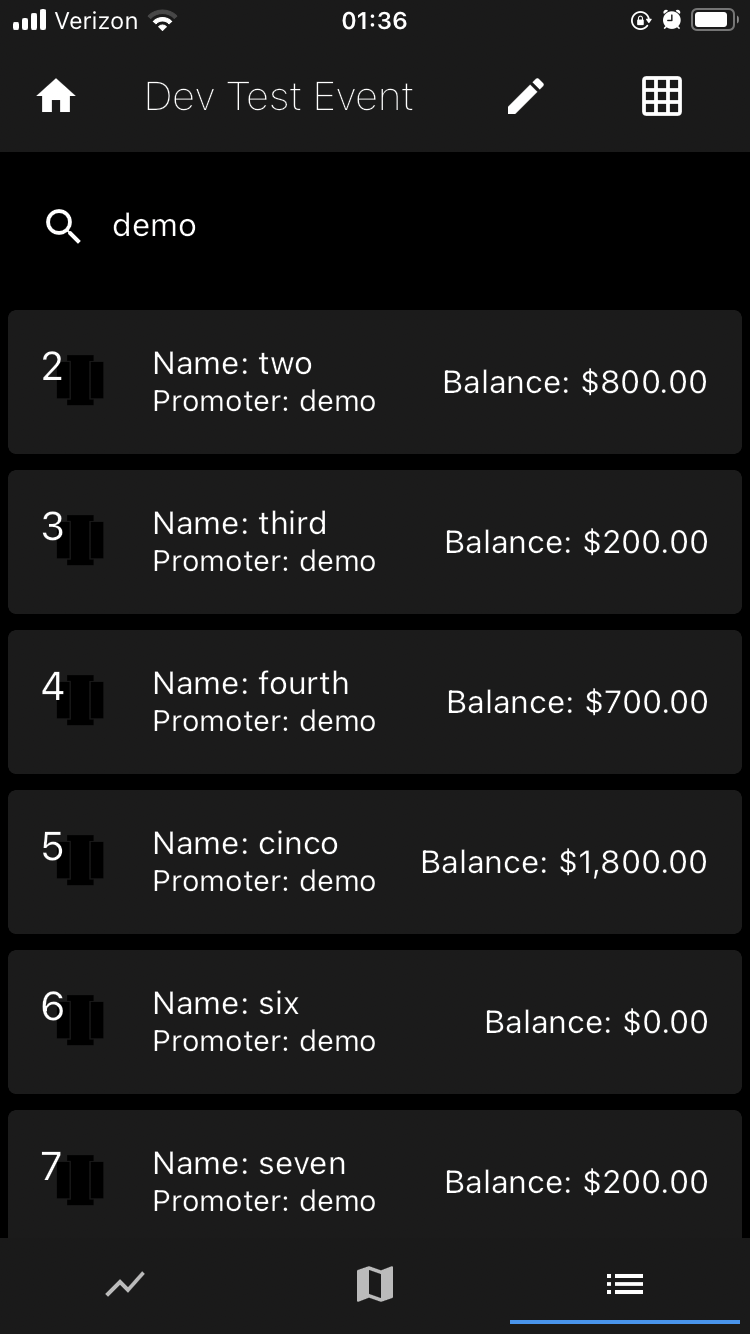 Verizon 01:36
Dev Test Event
demo
2 Name: two
Promoter: demo
Balance: $800.00
3 Name: third
Promoter: demo
Balance: $200.00
4 Name: fourth
Promoter: demo
Balance: $700.00
5 Name: cinco
Promoter: demo
Balance: $1,800.00
6 Name: six
Promoter: demo
Balance: $0.00
7 Name: seven
Promoter: demo
Balance: $200.00